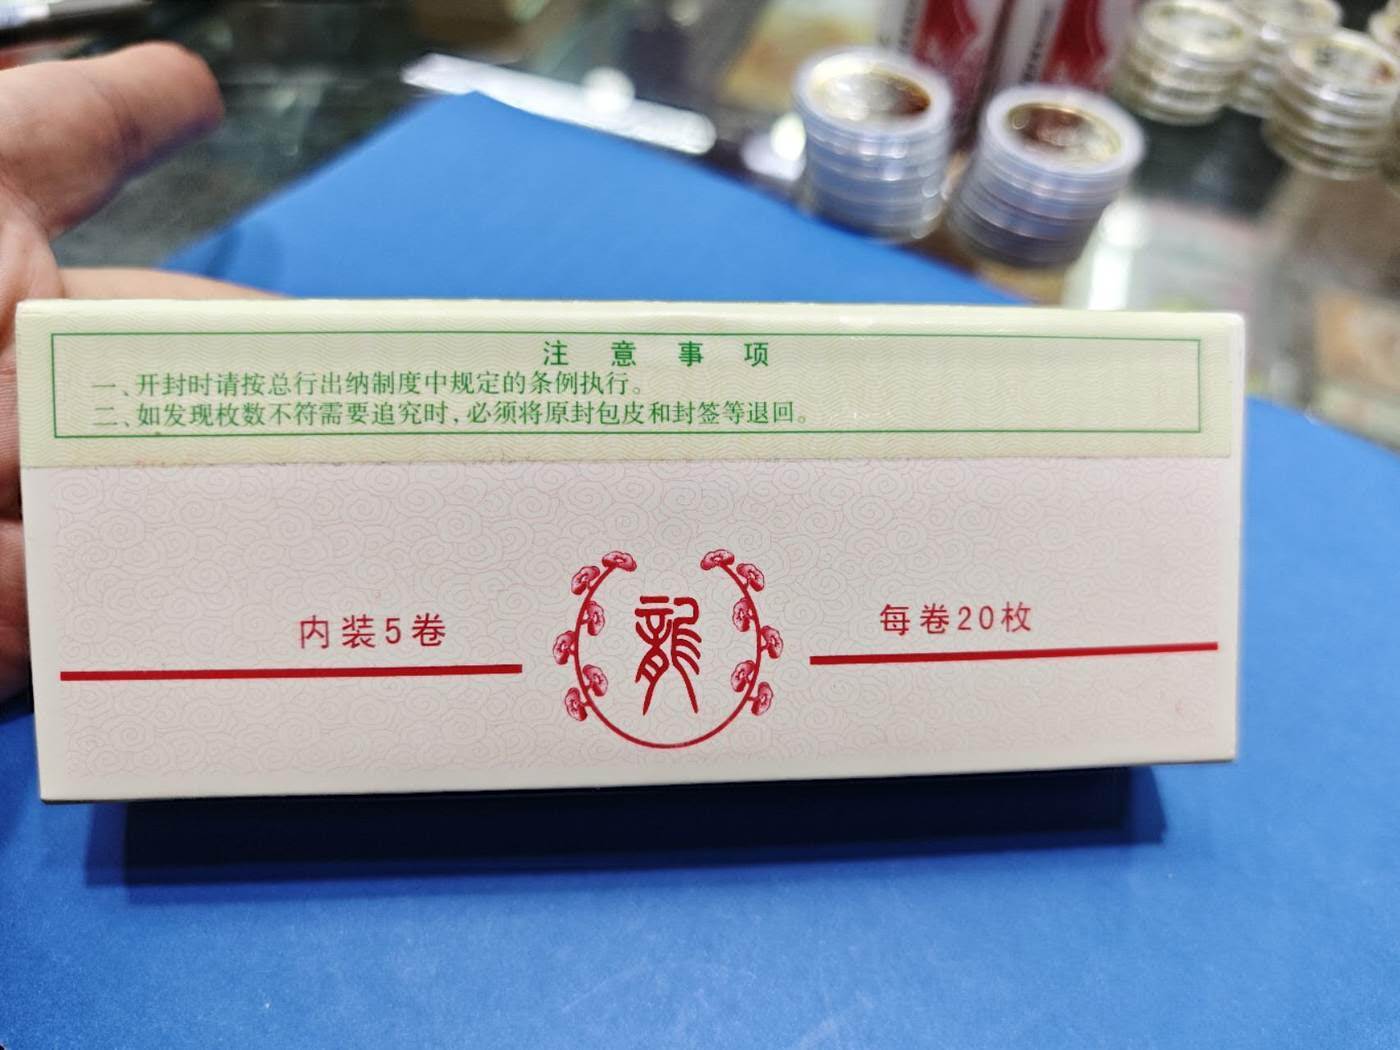 注意事项
一、开封时请按总行出纳制度中规定的条例执行。
二、如发现枚数不符需要追究时,必须将原封包皮和封签等退回。
内装5卷
龍
每卷20枚